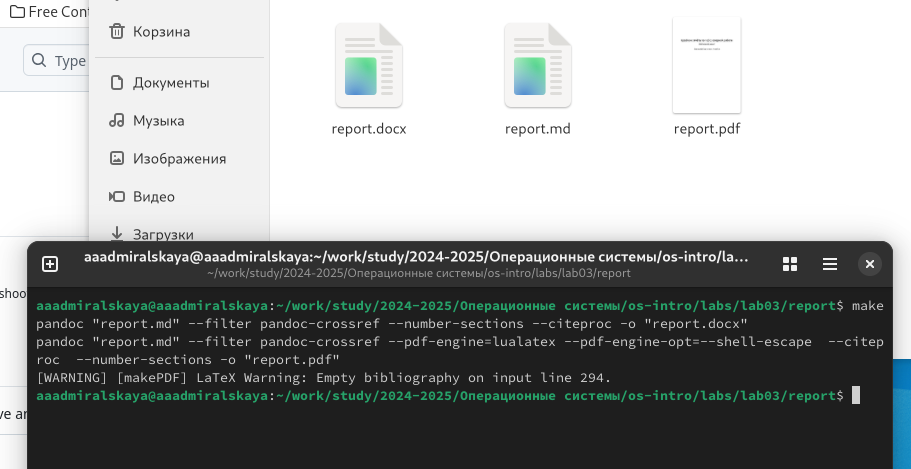 Free Cont
Type
Корзина
Документы
Музыка
Изображения
Видео
Загрузки
report.docx
report.md
report.pdf
shoo
ve an
aaadmiralskaya@aaadmiralskaya:~/work/study/2024-2025/Операционные системы/os-intro/la…
~/work/study/2024-2025/Операционные системы/os-intro/labs/lab03/report
aaadmiralskaya@aaadmiralskaya:~/work/study/2024-2025/Операционные системы/os-intro/labs/lab03/report$ make
pandoc "report.md" --filter pandoc-crossref --number-sections --citeproc -o "report.docx"
pandoc "report.md" --filter pandoc-crossref --pdf-engine=lualatex --pdf-engine-opt=--shell-escape  --citep
roc  --number-sections -o "report.pdf"
[WARNING] [makePDF] LaTeX Warning: Empty bibliography on input line 294.
aaadmiralskaya@aaadmiralskaya:~/work/study/2024-2025/Операционные системы/os-intro/labs/lab03/report$